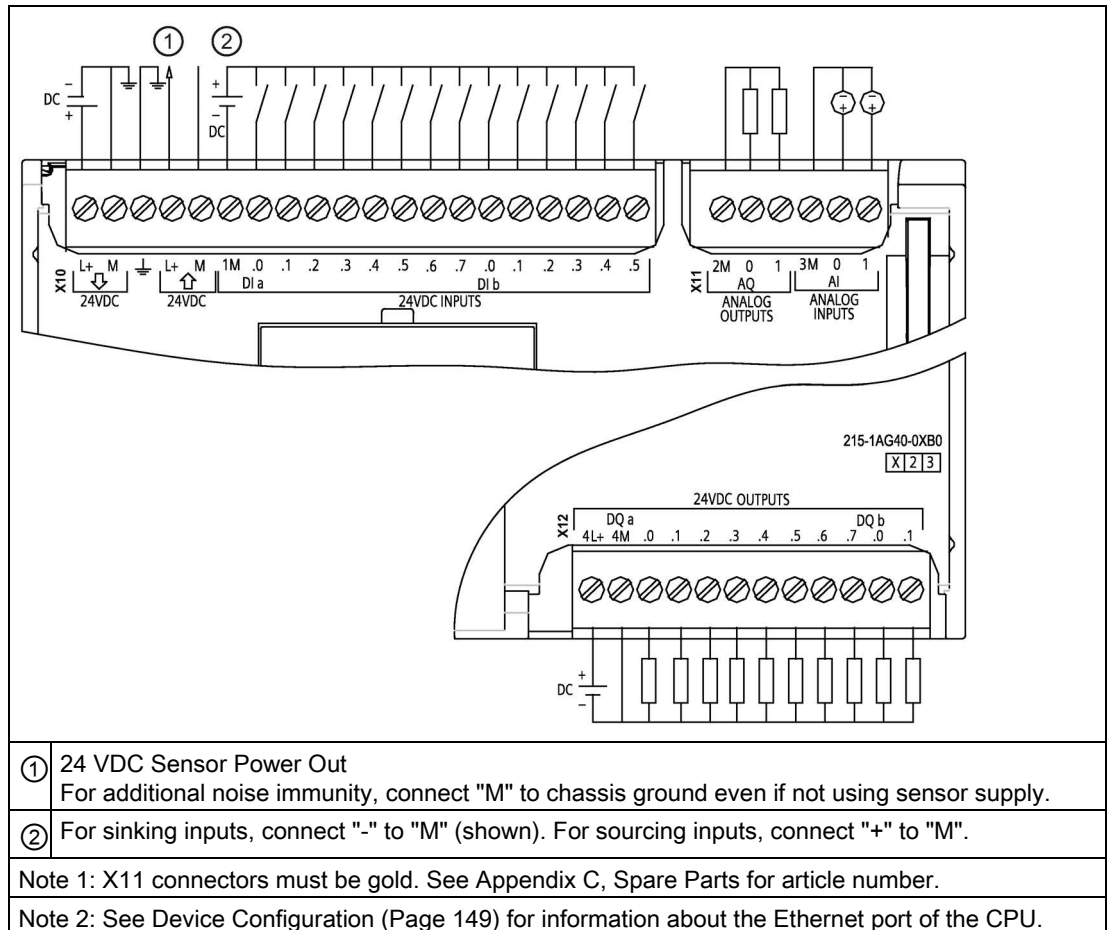 ① ②
− + DC
+ − DC
X10 L+ M L+ M 1M .0 .1 .2 .3 .4 .5 .6 .7 .0 .1 .2 .3 .4 .5
DI a DI b
24VDC 24VDC 24VDC INPUTS
X11 2M 0 1 3M 0 1
AQ AI
ANALOG OUTPUTS ANALOG INPUTS
− + − +
215-1AG40-0XB0
X 2 3
24VDC OUTPUTS
X12 DQ a DQ b
4L+ 4M .0 .1 .2 .3 .4 .5 .6 .7 .0 .1
DC + −
① 24 VDC Sensor Power Out
For additional noise immunity, connect "M" to chassis ground even if not using sensor supply.
② For sinking inputs, connect "-" to "M" (shown). For sourcing inputs, connect "+" to "M".
Note 1: X11 connectors must be gold. See Appendix C, Spare Parts for article number.
Note 2: See Device Configuration (Page 149) for information about the Ethernet port of the CPU.